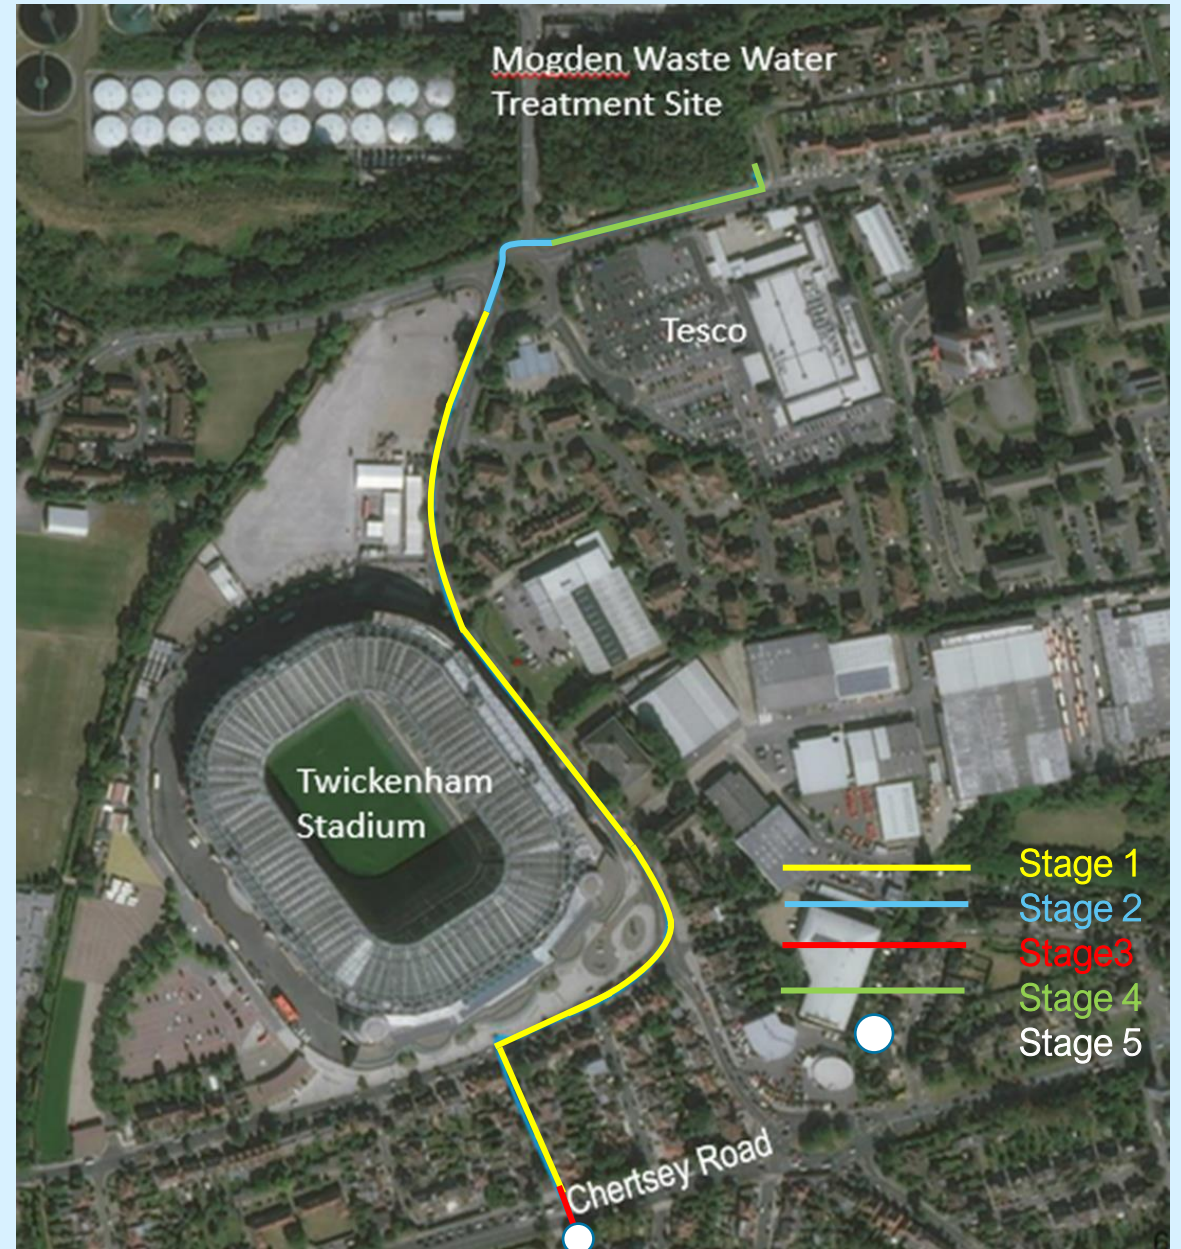 Mogden Waste Water
Treatment Site
Tesco
Twickenham
Stadium
Stage 1
Stage 2
Stage3
Stage 4
Stage 5
Chertsey Road
6